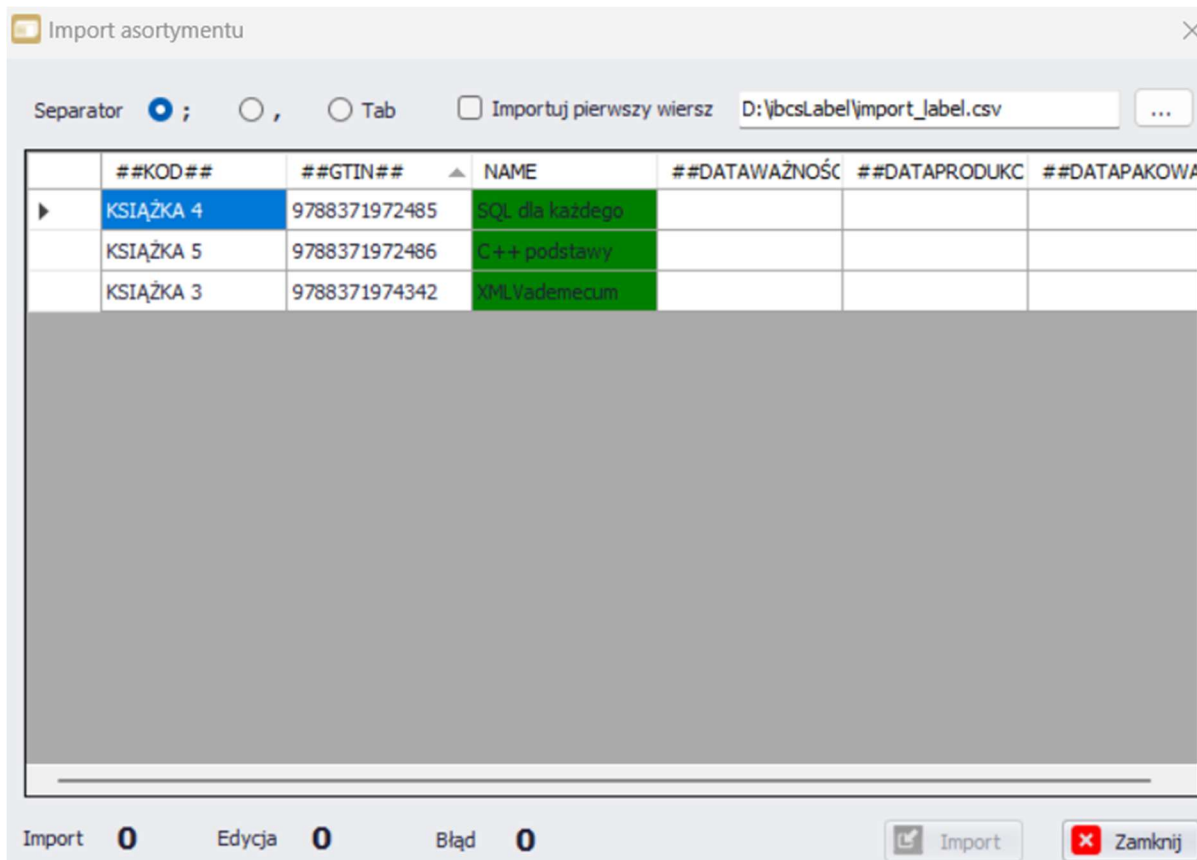 Import asortymentu
Separator ; , Tab Importuj pierwszy wiersz D:\jbcsLabel\import_label.csv ...
##KOD## ##GTIN## NAME ##DATAWAŻNOŚC ##DATAPRODUKC ##DATAPAKOWA
KSIĄŻKA 4 9788371972485 SQL dla każdego
KSIĄŻKA 5 9788371972486 C++ podstawy
KSIĄŻKA 3 9788371974342 XMLVademecum
Import 0 Edycja 0 Błąd 0 Import Zamknij